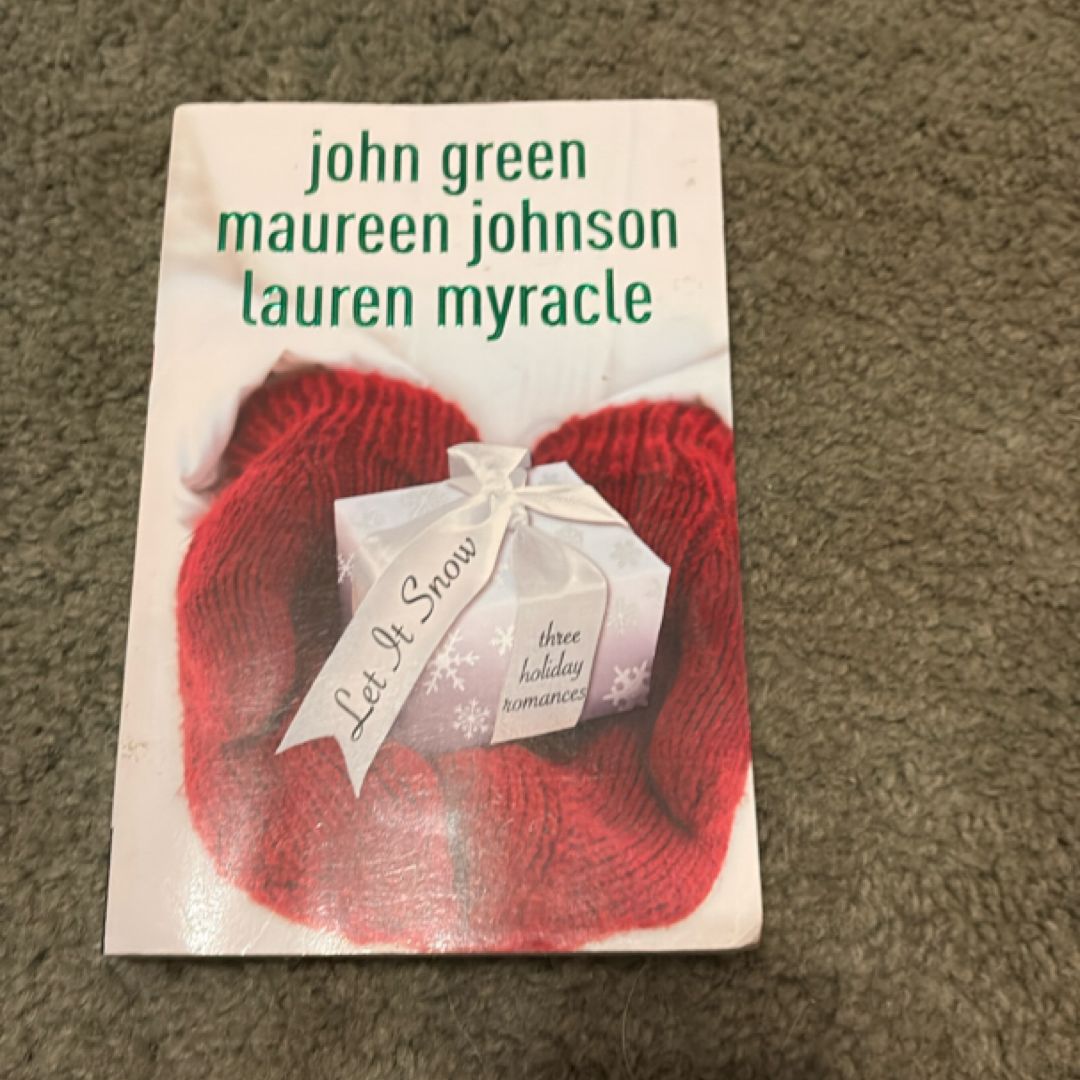 john green
maureen johnson
lauren myracle
Let It Snow
three
holiday
romances